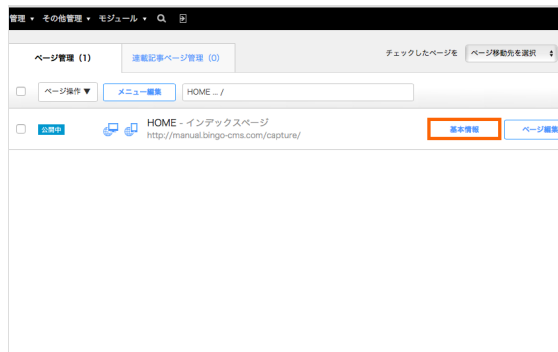 管理 ▼ その他管理 ▼ モジュール ▼
ページ管理 (1) 連載記事ページ管理 (0) チェックしたページを ページ移動先を選択
ページ操作 ▼ メニュー編集 HOME ... /
公開中 HOME - インデックスページ 基本情報 ページ編集
http://manual.bingo-cms.com/capture/